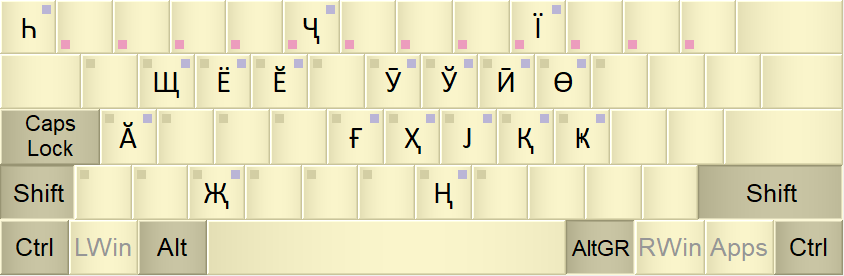 Һ Ҷ Ї
Щ Ё Ӗ Ӯ Ў Ӣ Ө
Caps Lock Ӑ Ғ Ҳ Ј Қ Ҟ
Shift Җ Ң Shift
Ctrl LWin Alt AltGR RWin Apps Ctrl